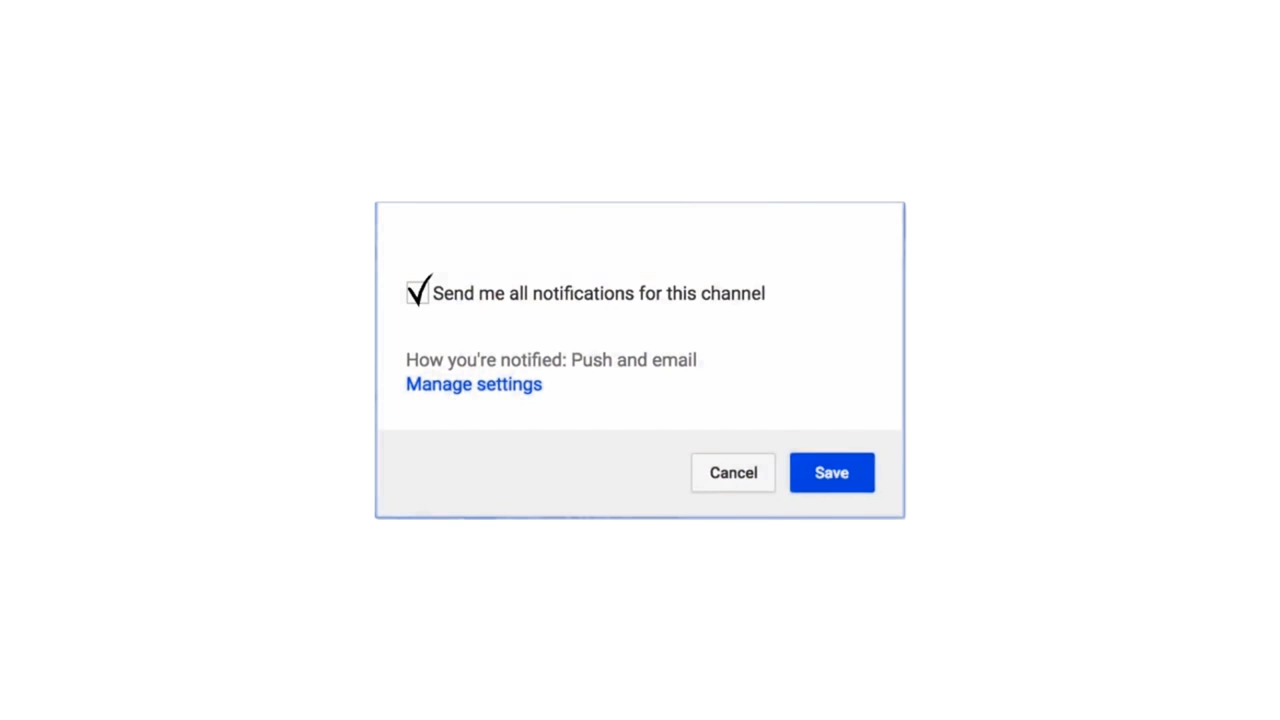 Send me all notifications for this channel
How you're notified: Push and email
Manage settings
Cancel Save